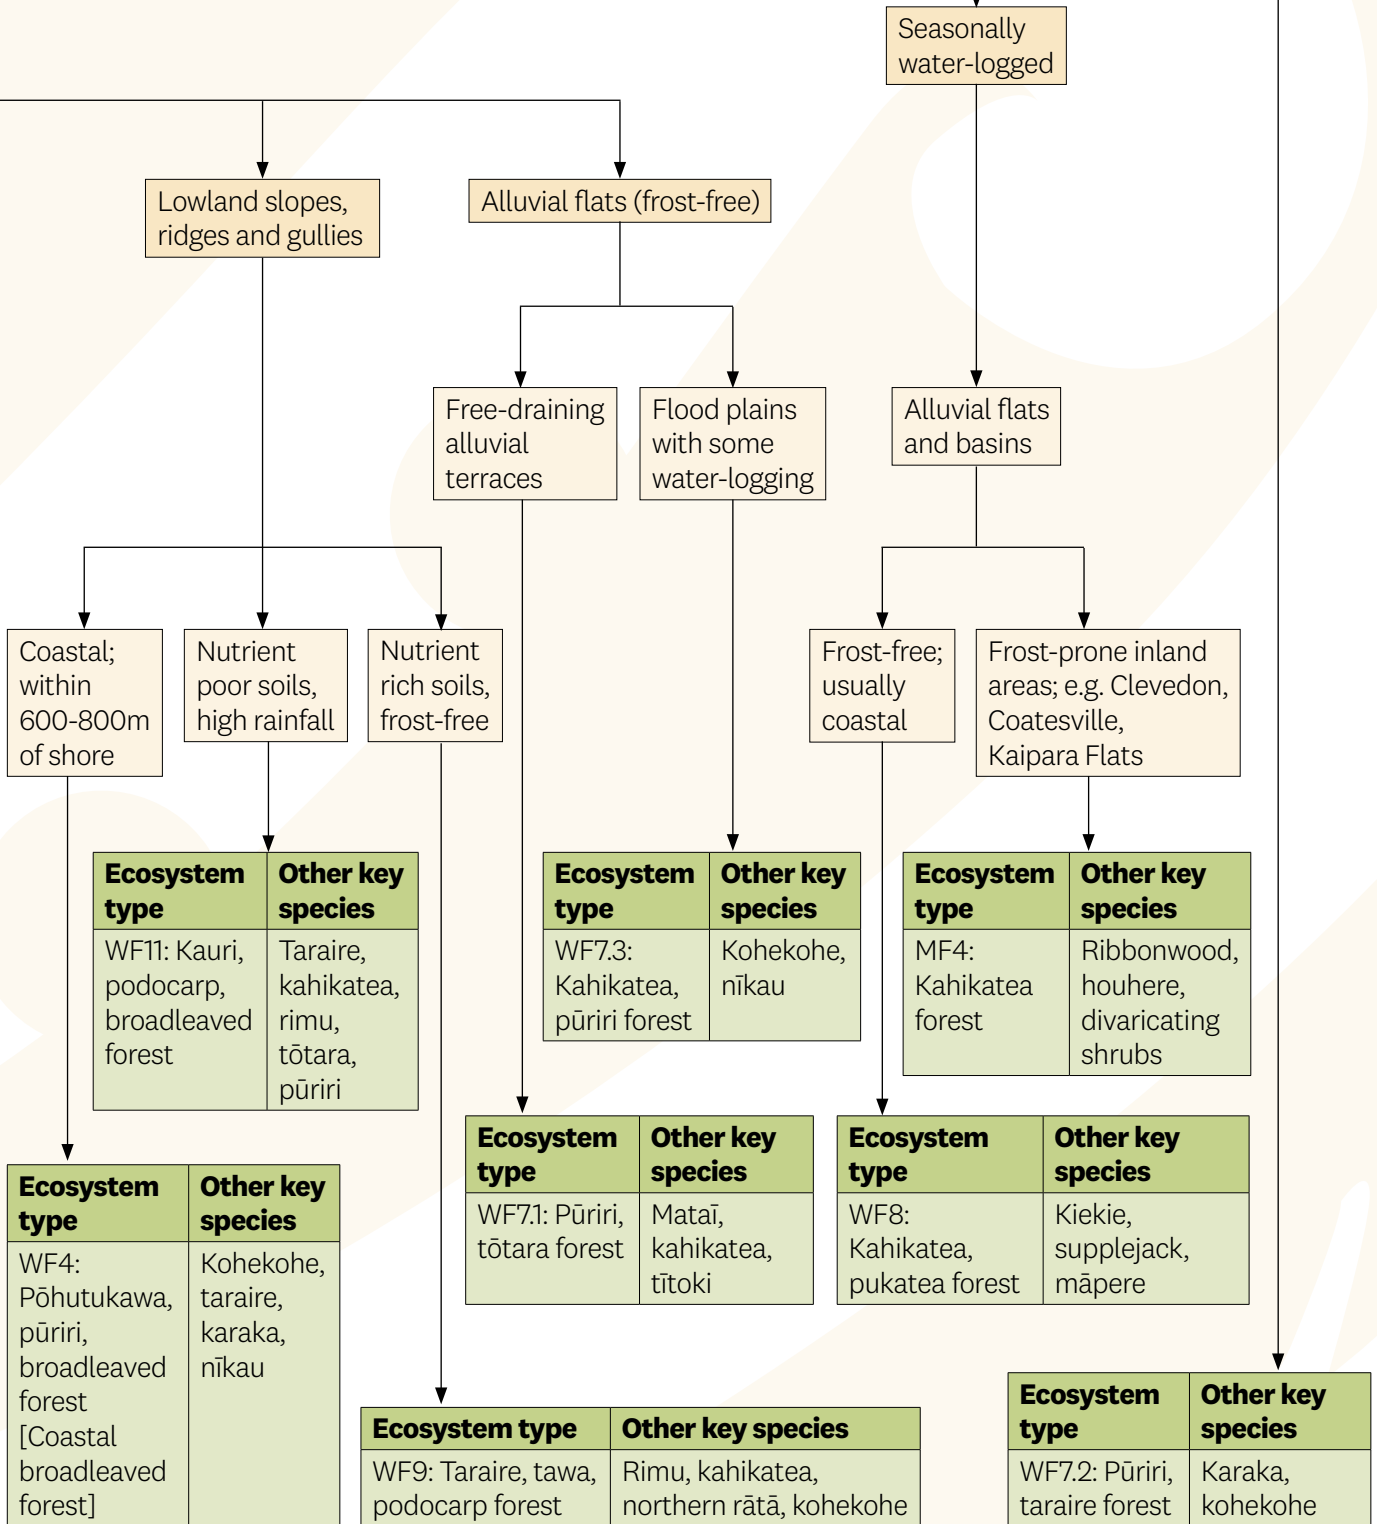 Seasonally
water-logged
Lowland slopes,
ridges and gullies
Alluvial flats (frost-free)
Free-draining
alluvial
terraces
Flood plains
with some
water-logging
Alluvial flats
and basins
Coastal;
within
600-800m
of shore
Nutrient
poor soils,
high rainfall
Nutrient
rich soils,
frost-free
Frost-free;
usually
coastal
Frost-prone inland
areas; e.g. Clevedon,
Coatesville,
Kaipara Flats
Ecosystem
type
Other key
species
WF11: Kauri,
podocarp,
broadleaved
forest
Taraire,
kahikatea,
rimu,
tōtara,
pūriri
Ecosystem
type
Other key
species
WF7.3:
Kahikatea,
pūriri forest
Kohekohe,
nīkau
Ecosystem
type
Other key
species
MF4:
Kahikatea
forest
Ribbonwood,
houhere,
divaricating
shrubs
Ecosystem
type
Other key
species
WF7.1: Pūriri,
tōtara forest
Mataī,
kahikatea,
tītoki
Ecosystem
type
Other key
species
WF8:
Kahikatea,
pukatea forest
Kiekie,
supplejack,
māpere
Ecosystem
type
Other key
species
WF4:
Pōhutukawa,
pūriri,
broadleaved
forest
[Coastal
broadleaved
forest]
Kohekohe,
taraire,
karaka,
nīkau
Ecosystem type
Other key species
WF9: Taraire, tawa,
podocarp forest
Rimu, kahikatea,
northern rātā, kohekohe
Ecosystem
type
Other key
species
WF7.2: Pūriri,
taraire forest
Karaka,
kohekohe